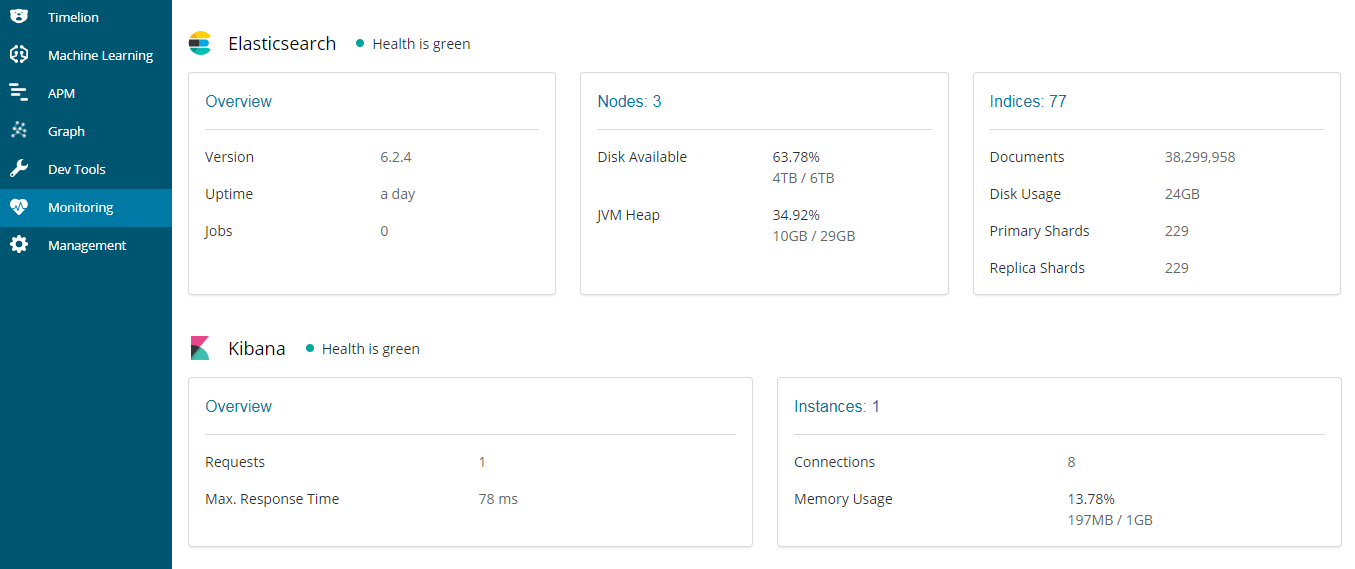 Timelion
Machine Learning
APM
Graph
Dev Tools
Monitoring
Management
Elasticsearch Health is green
Overview
Version 6.2.4
Uptime a day
Jobs 0
Nodes: 3
Disk Available 63.78%
4TB / 6TB
JVM Heap 34.92%
10GB / 29GB
Indices: 77
Documents 38,299,958
Disk Usage 24GB
Primary Shards 229
Replica Shards 229
Kibana Health is green
Overview
Requests 1
Max. Response Time 78 ms
Instances: 1
Connections 8
Memory Usage 13.78%
197MB / 1GB